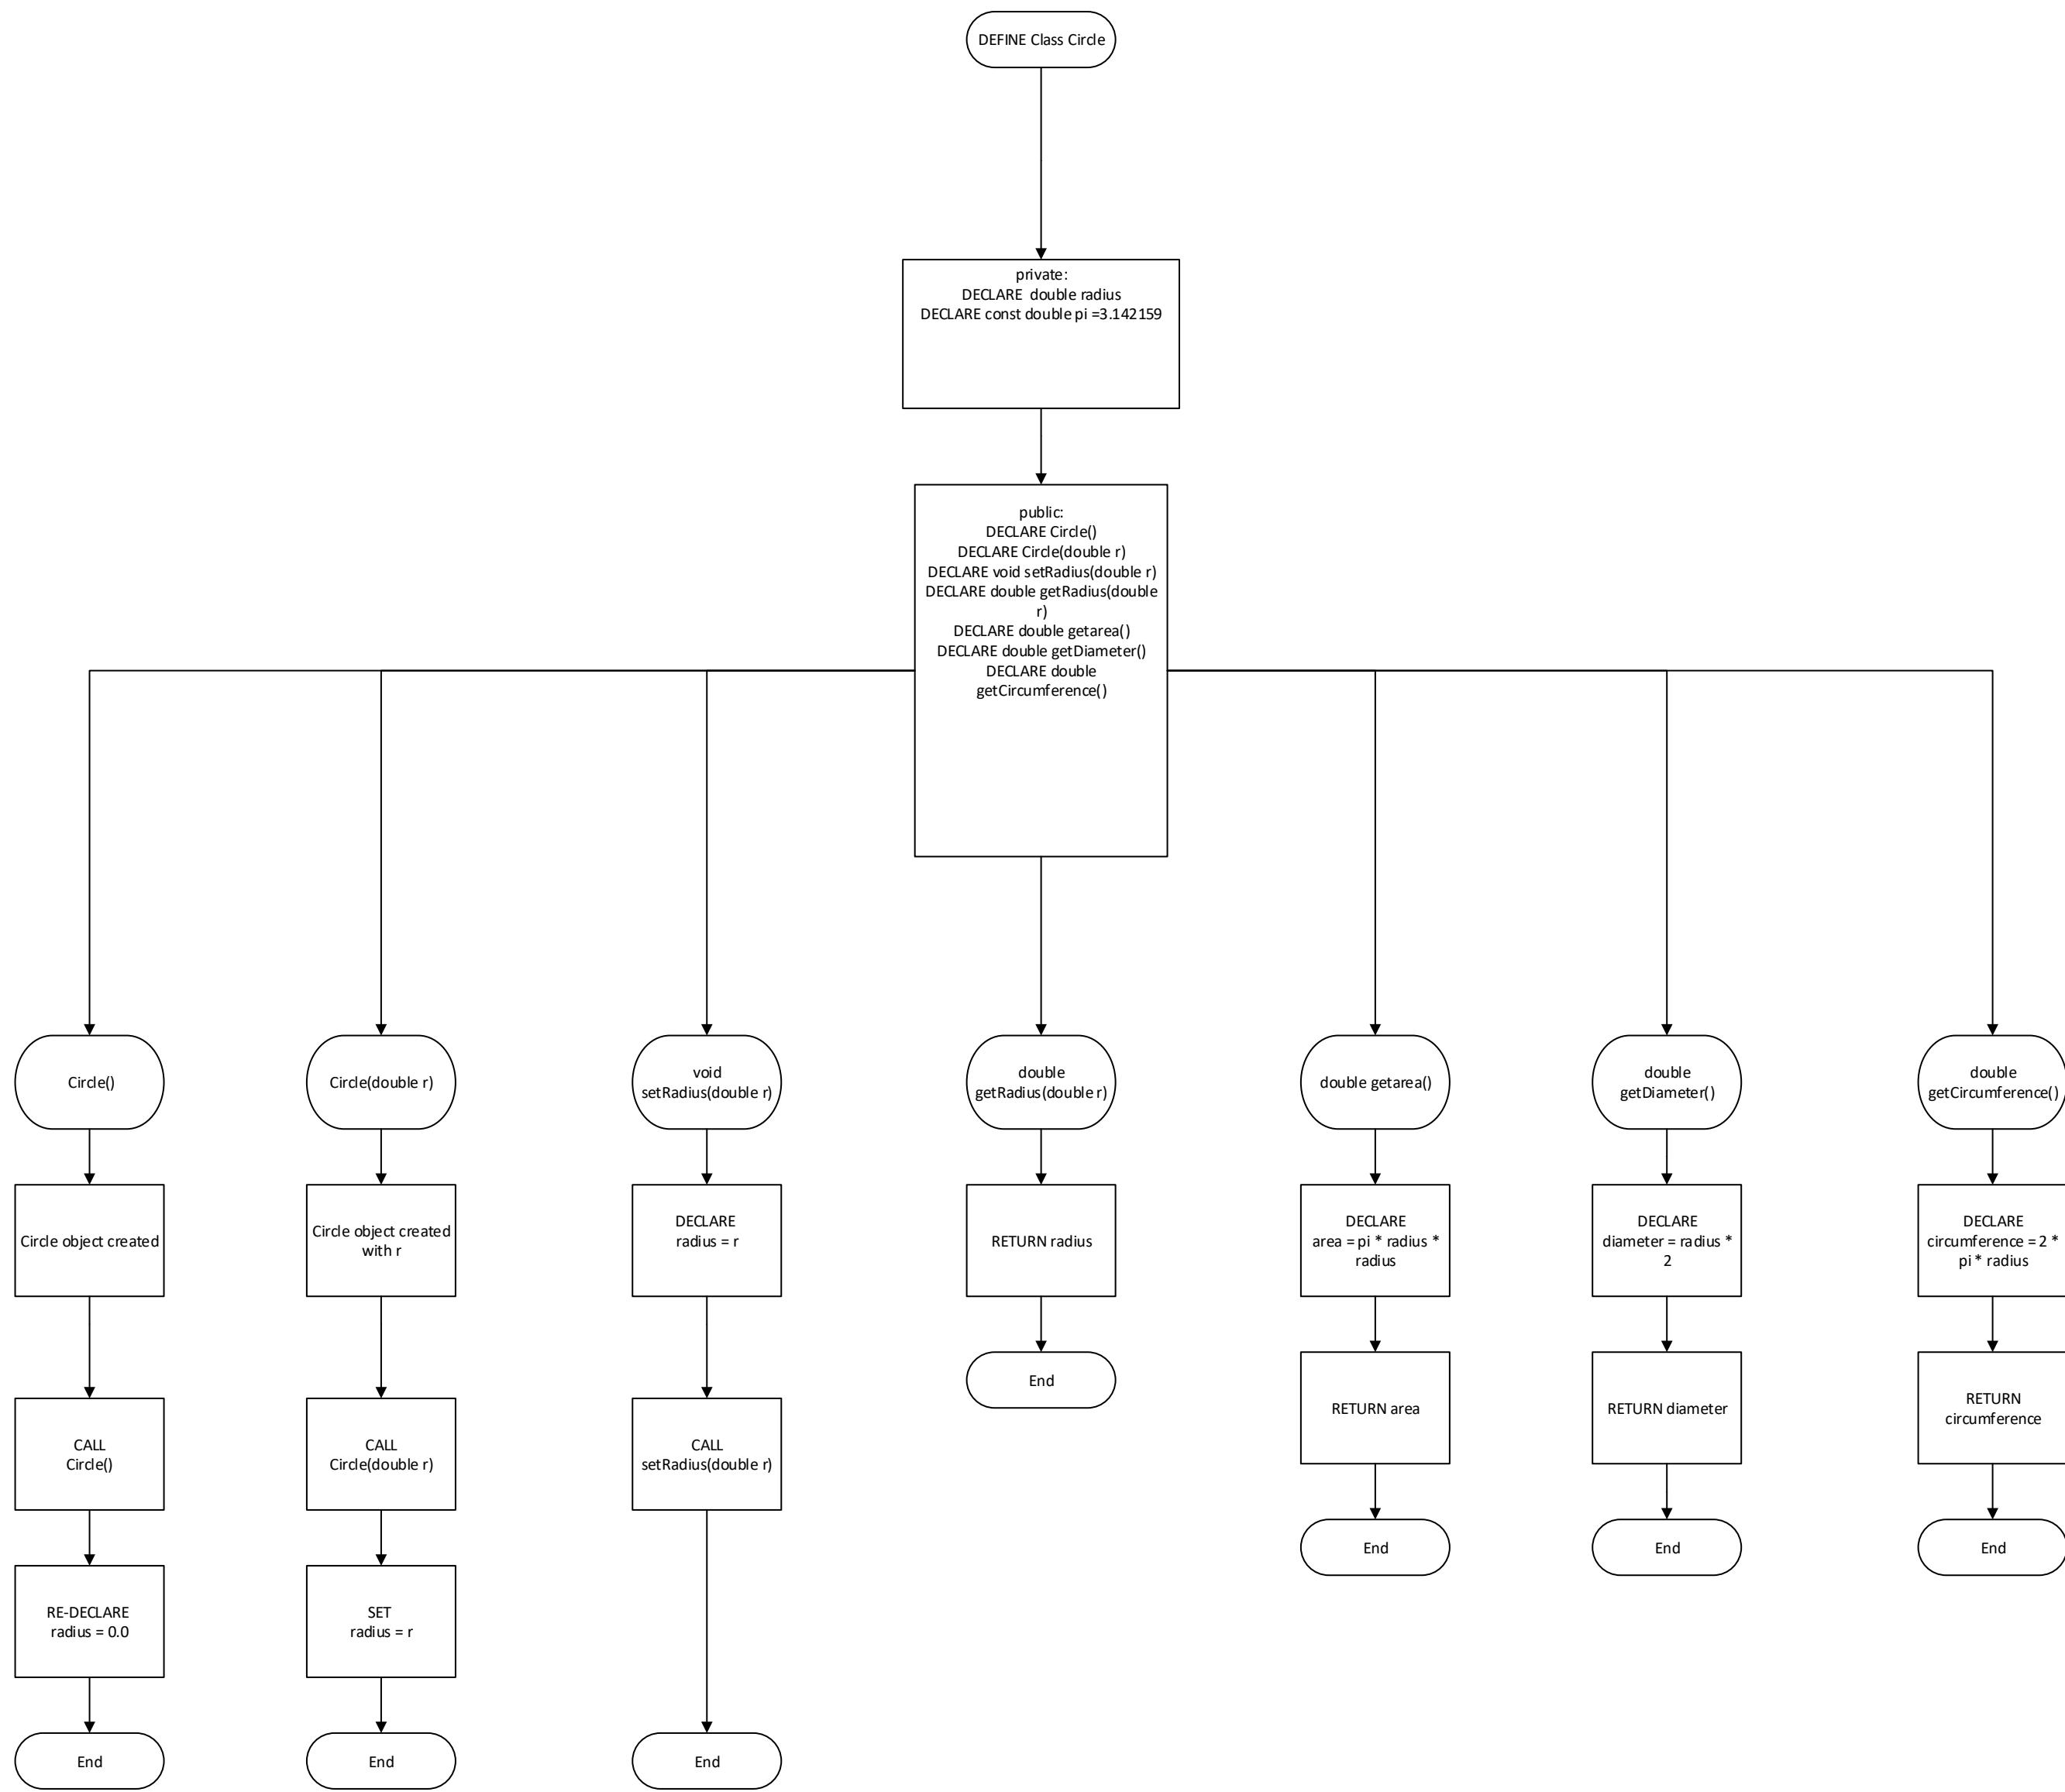 DEFINE Class Circle
private:
DECLARE double radius
DECLARE const double pi =3.142159
public:
DECLARE Circle()
DECLARE Circle(double r)
DECLARE void setRadius(double r)
DECLARE double getRadius(double
r)
DECLARE double getarea()
DECLARE double getDiameter()
DECLARE double
getCircumference()
Circle()
Circle object created
CALL
Circle()
RE-DECLARE
radius = 0.0
End
Circle(double r)
Circle object created
with r
CALL
Circle(double r)
SET
radius = r
End
void
setRadius(double r)
DECLARE
radius = r
CALL
setRadius(double r)
End
double
getRadius(double r)
RETURN radius
End
double getarea()
DECLARE
area = pi * radius *
radius
RETURN area
End
double
getDiameter()
DECLARE
diameter = radius *
2
RETURN diameter
End
double
getCircumference()
DECLARE
circumference = 2 *
pi * radius
RETURN
circumference
End